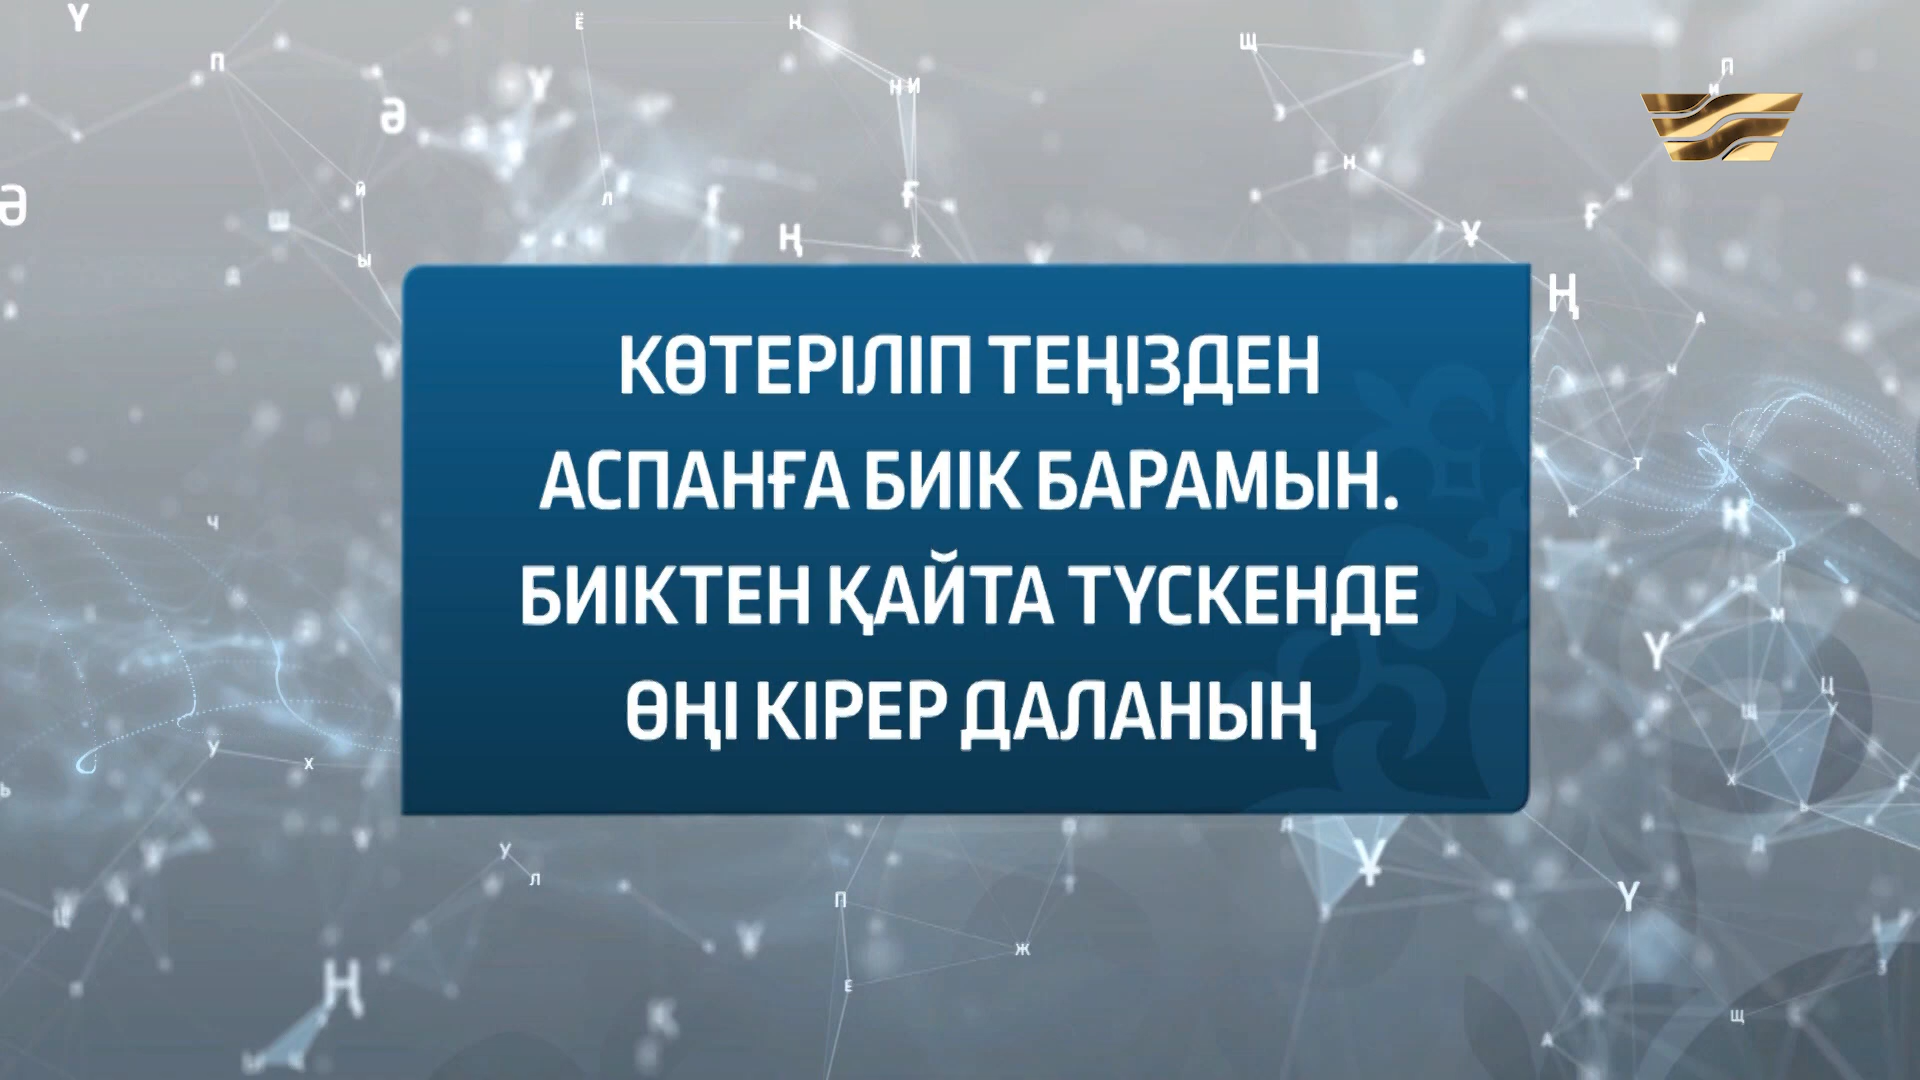 КӨТЕРІЛІП ТЕҢІЗДЕН
АСПАНҒА БИІК БАРАМЫН.
БИІКТЕН ҚАЙТА ТҮСКЕНДЕ
ӨҢІ КІРЕР ДАЛАНЫҢ